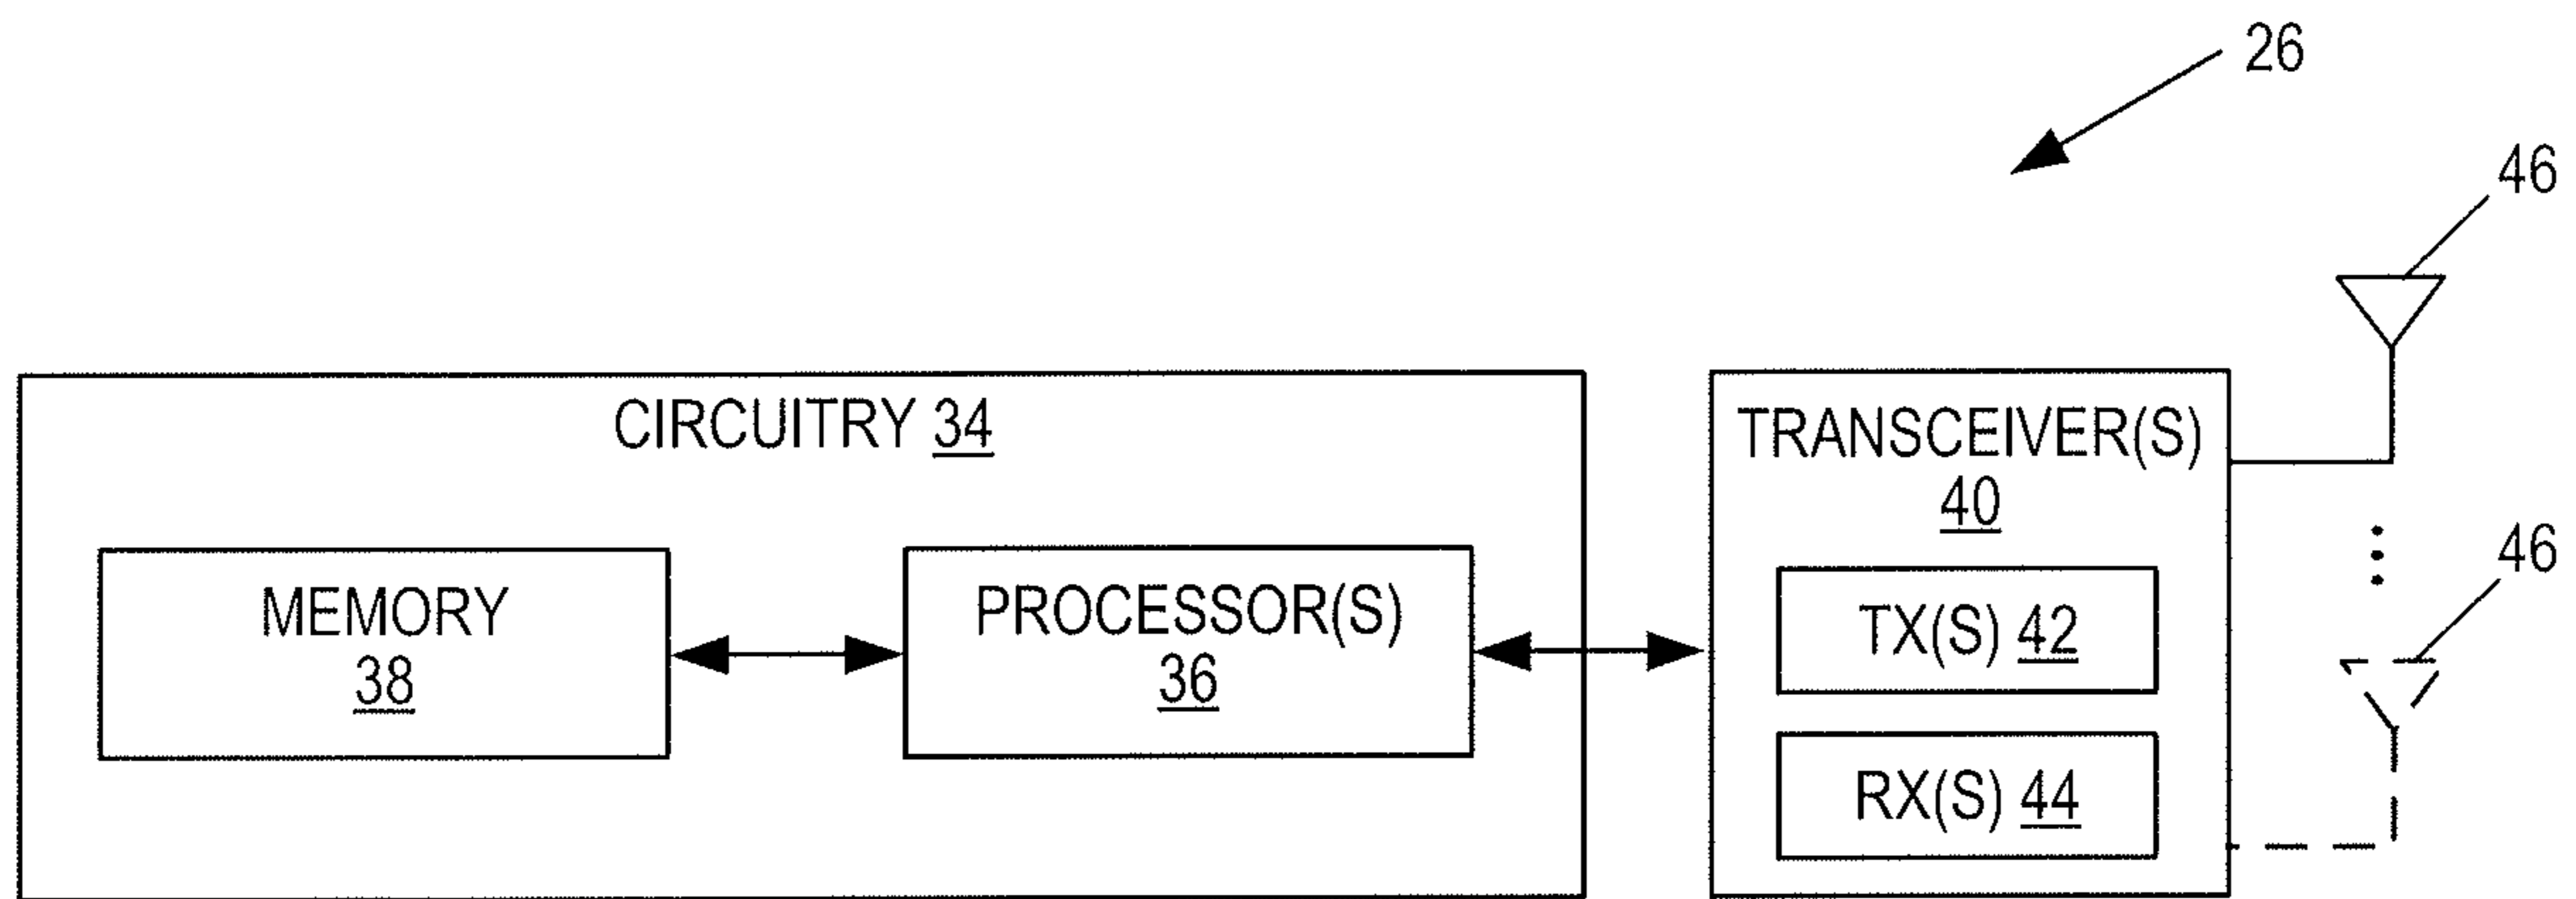 26
46
CIRCUITRY 34
TRANSCEIVER(S)
40
MEMORY
38
PROCESSOR(S)
36
TX(S) 42
46
RX(S) 44